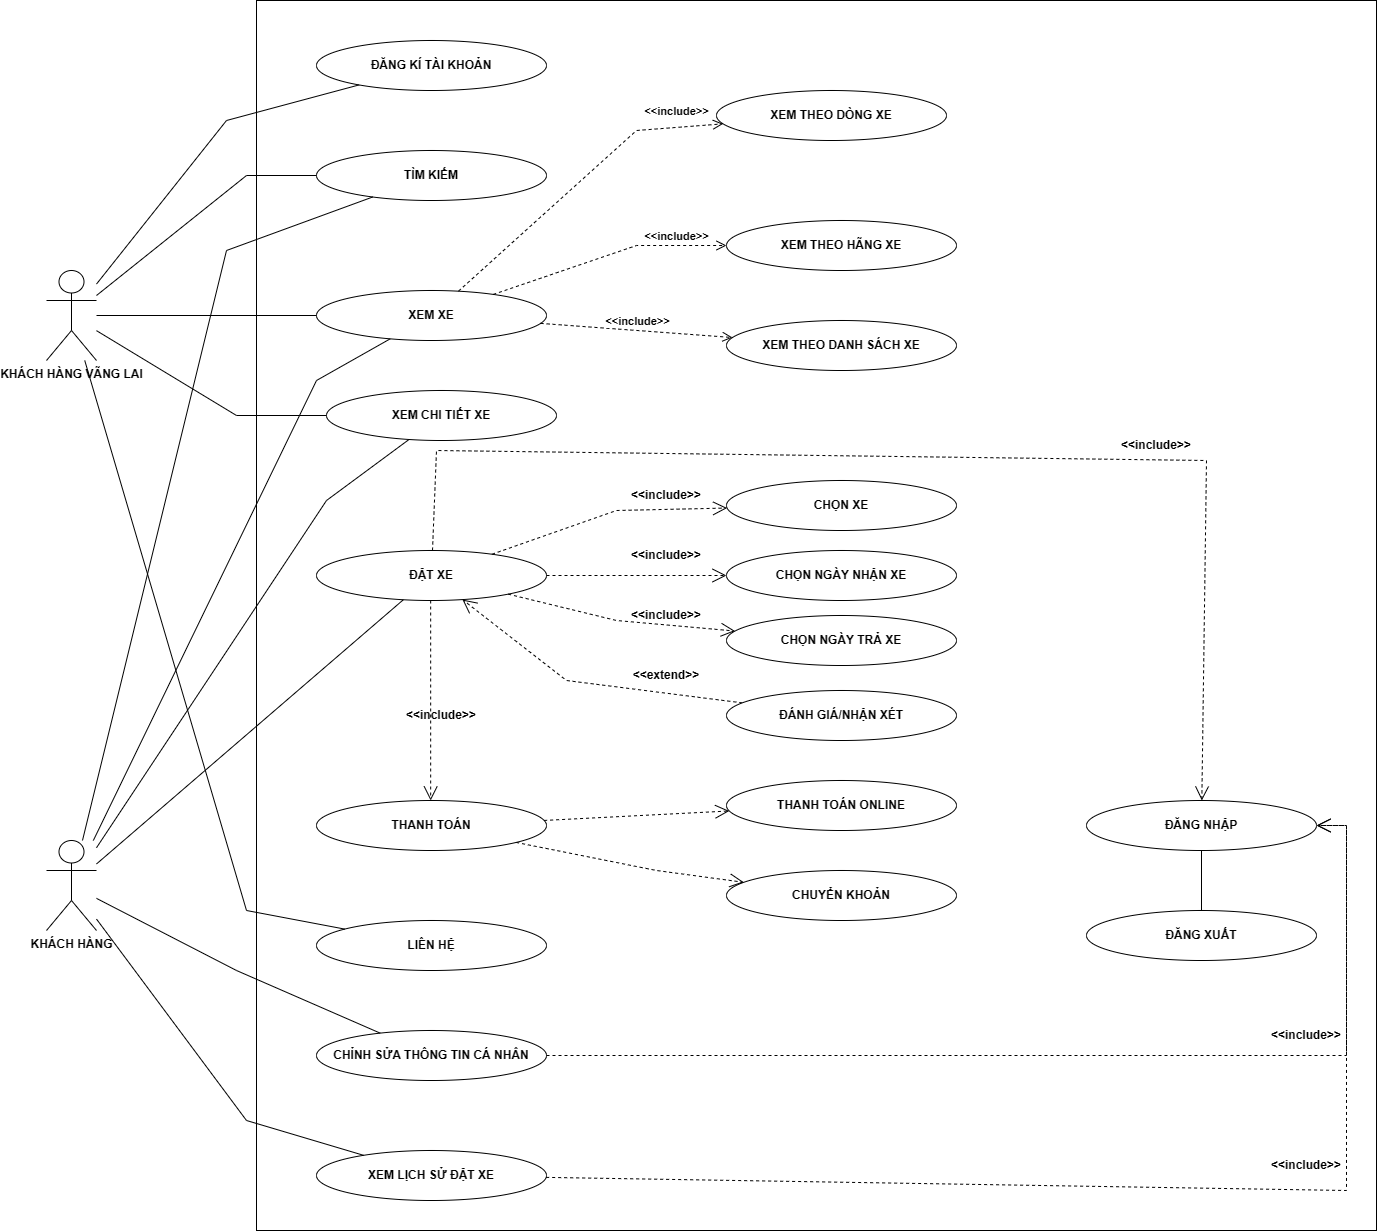 ĐĂNG KÍ TÀI KHOẢN
<<include>>
XEM THEO DÒNG XE
TÌM KIẾM
<<include>>
XEM THEO HÃNG XE
XEM XE
<<include>>
XEM THEO DANH SÁCH XE
KHÁCH HÀNG VÃNG LAI
XEM CHI TIẾT XE
<<include>>
<<include>>
CHỌN XE
<<include>>
ĐẶT XE
CHỌN NGÀY NHẬN XE
<<include>>
CHỌN NGÀY TRẢ XE
<<extend>>
<<include>>
ĐÁNH GIÁ/NHẬN XÉT
THANH TOÁN
THANH TOÁN ONLINE
ĐĂNG NHẬP
CHUYỂN KHOẢN
KHÁCH HÀNG
LIÊN HỆ
ĐĂNG XUẤT
<<include>>
CHỈNH SỬA THÔNG TIN CÁ NHÂN
<<include>>
XEM LỊCH SỬ ĐẶT XE